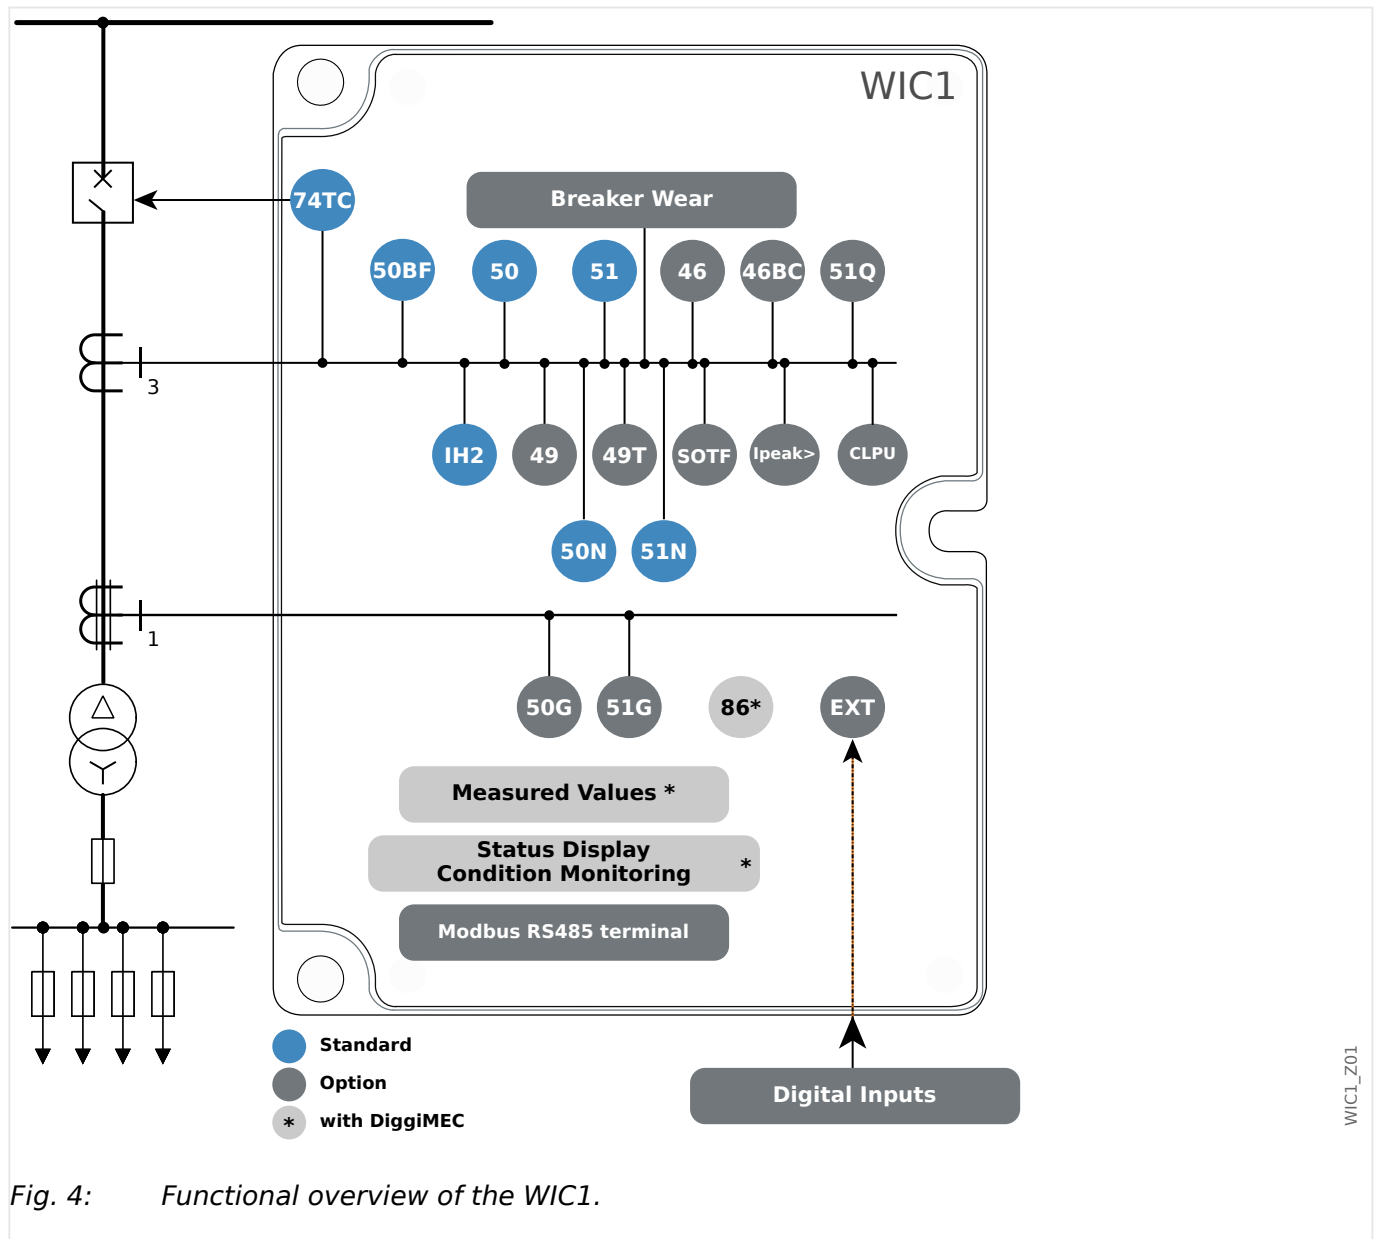 WIC1
74TC
Breaker Wear
50BF
50
51
46
46BC
51Q
3
IH2
49
49T
SOTF
Ipeak>
CLPU
50N
51N
1
50G
51G
86*
EXT
Measured Values *
Status Display
Condition Monitoring *
Modbus RS485 terminal
Standard
Option
* with DiggiMEC
Digital Inputs
WIC1_Z01
Fig. 4: Functional overview of the WIC1.